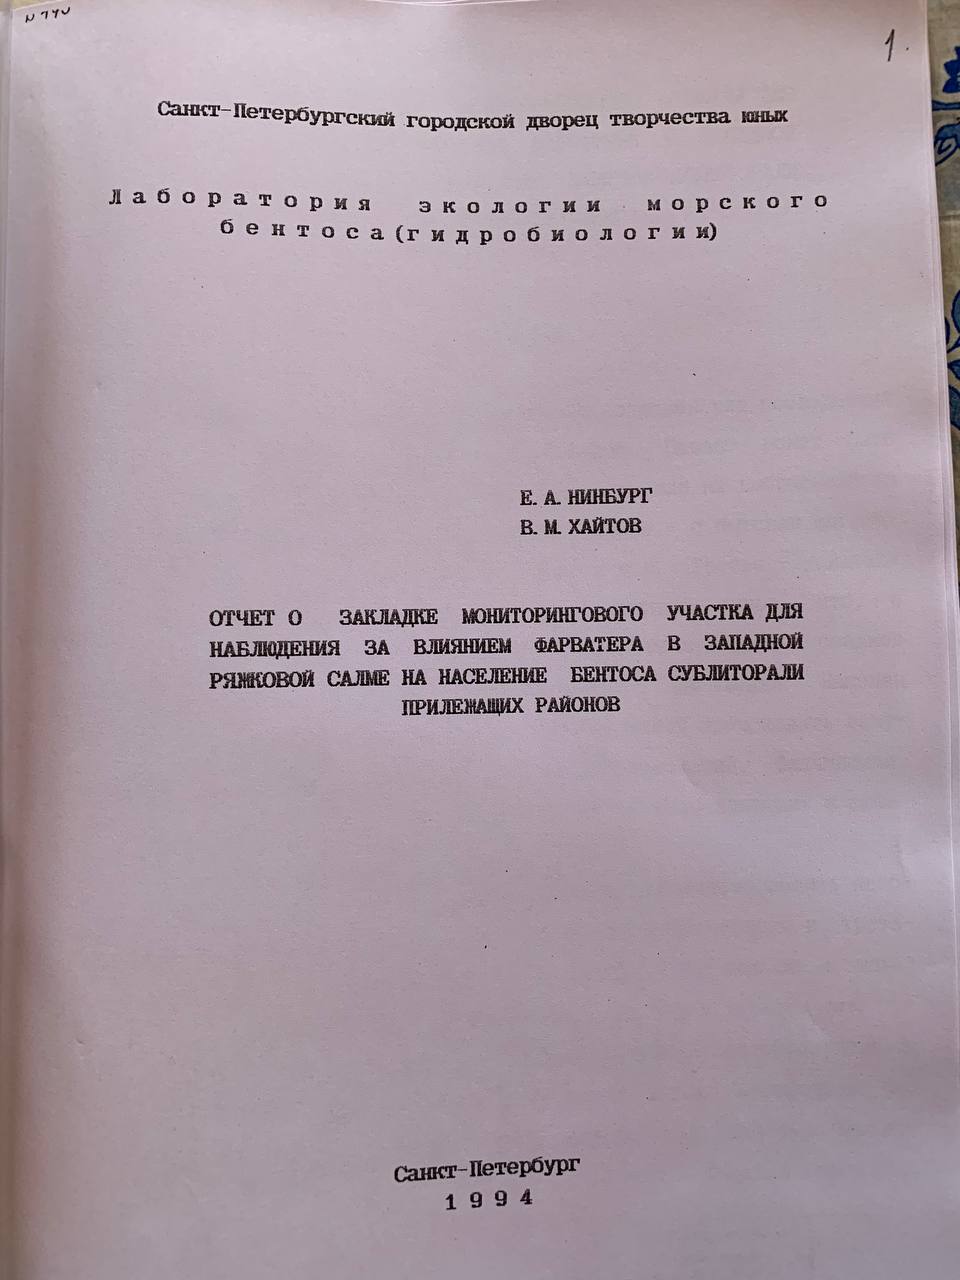 1.
Санкт-Петербургский городской дворец творчества юных
Лаборатория экологии морского
бентоса (гидробиологии)
Е. А. НИНБУРГ
В. М. ХАЙТОВ
ОТЧЕТ О ЗАКЛАДКЕ МОНИТОРИНГОВОГО УЧАСТКА ДЛЯ
НАБЛЮДЕНИЯ ЗА ВЛИЯНИЕМ ФАРВАТЕРА В ЗАПАДНОЙ
РЯЖКОВОЙ САЛМЕ НА НАСЕЛЕНИЕ БЕНТОСА СУБЛИТОРАЛИ
ПРИЛЕЖАЩИХ РАЙОНОВ
Санкт-Петербург
1994